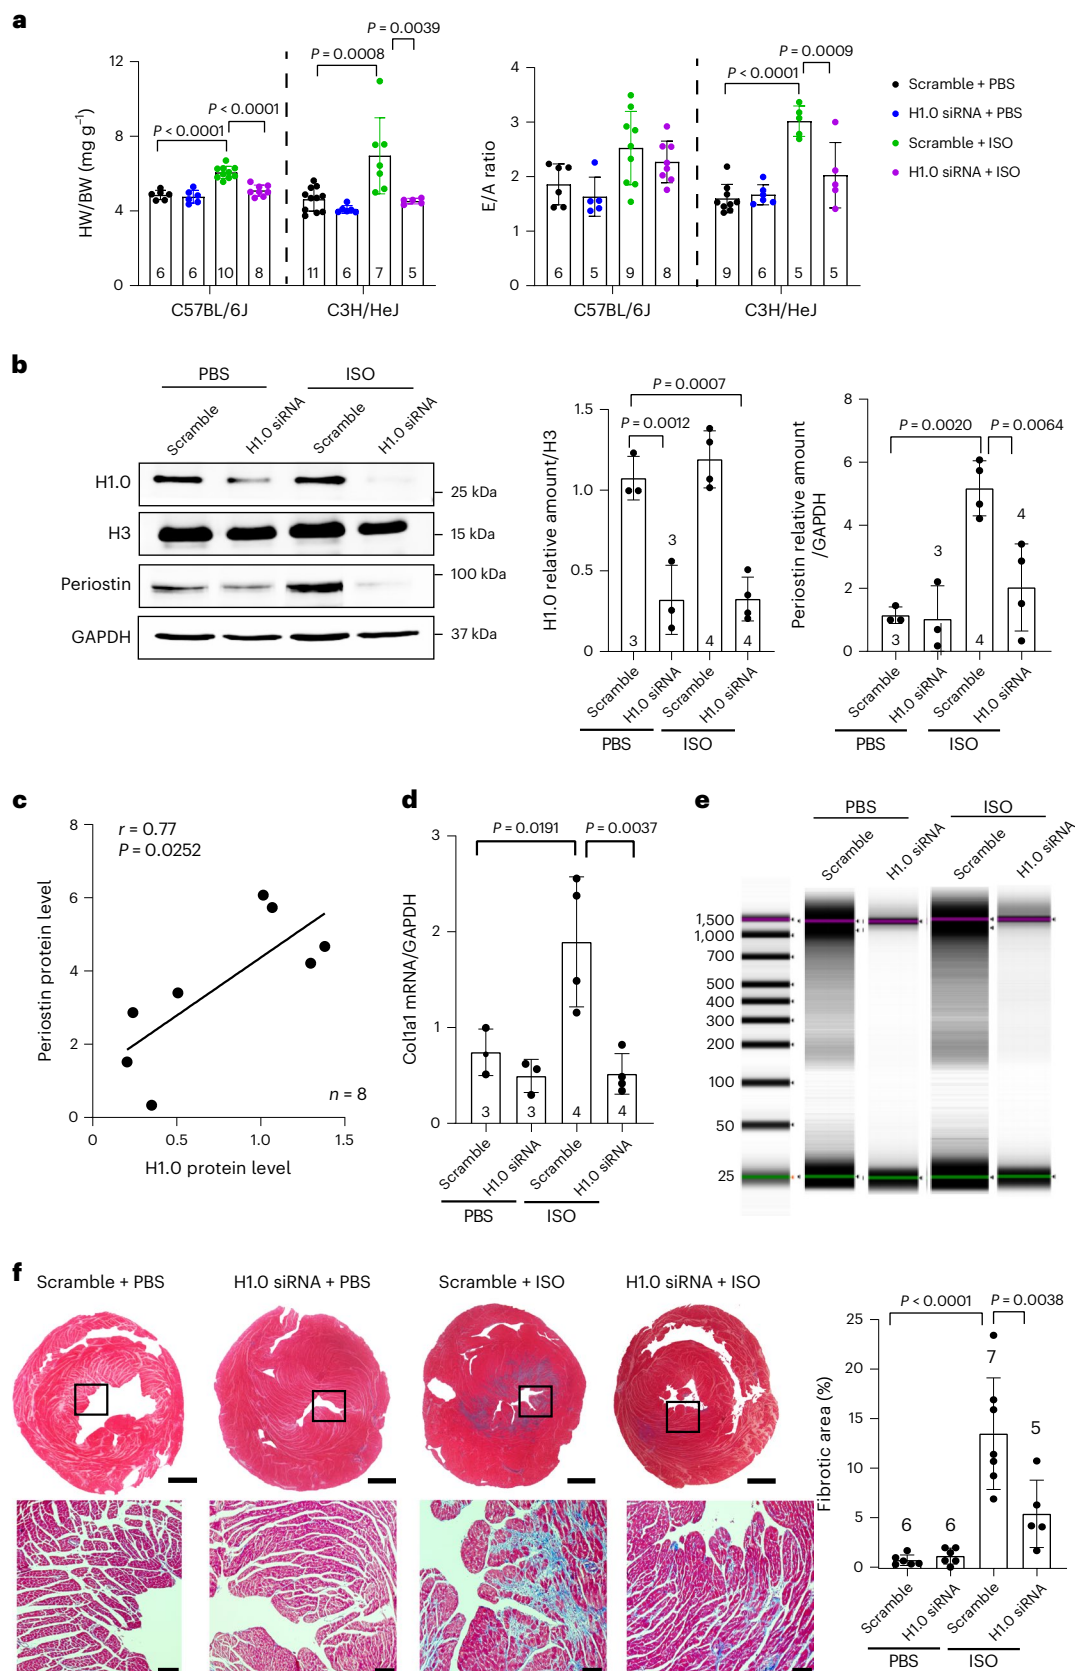 a
HW/BW (mg g⁻¹)
12
8
4
0
P < 0.0001
P < 0.0001
P = 0.0008
P = 0.0039
6
6
10
8
11
6
7
5
C57BL/6J
C3H/HeJ
E/A ratio
4
3
2
1
0
P < 0.0001
P = 0.0009
6
5
9
8
9
6
5
5
C57BL/6J
C3H/HeJ
Scramble + PBS
H1.0 siRNA + PBS
Scramble + ISO
H1.0 siRNA + ISO
b
PBS
ISO
Scramble
H1.0 siRNA
Scramble
H1.0 siRNA
H1.0
25 kDa
H3
15 kDa
Periostin
100 kDa
GAPDH
37 kDa
H1.0 relative amount/H3
1.5
1.0
0.5
0
P = 0.0007
P = 0.0012
3
3
4
4
Scramble
H1.0 siRNA
Scramble
H1.0 siRNA
PBS
ISO
Periostin relative amount
/GAPDH
8
6
4
2
0
P = 0.0020
P = 0.0064
3
3
4
4
Scramble
H1.0 siRNA
Scramble
H1.0 siRNA
PBS
ISO
c
Periostin protein level
8
6
4
2
0
r = 0.77
P = 0.0252
n = 8
0
0.5
1.0
1.5
H1.0 protein level
d
Col1a1 mRNA/GAPDH
3
2
1
0
P = 0.0191
P = 0.0037
3
3
4
4
Scramble
H1.0 siRNA
Scramble
H1.0 siRNA
PBS
ISO
e
PBS
ISO
Scramble
H1.0 siRNA
Scramble
H1.0 siRNA
1,500
1,000
700
500
400
300
200
100
50
25
f
Scramble + PBS
H1.0 siRNA + PBS
Scramble + ISO
H1.0 siRNA + ISO
Fibrotic area (%)
25
20
15
10
5
0
P < 0.0001
P = 0.0038
6
6
7
5
Scramble
H1.0 siRNA
Scramble
H1.0 siRNA
PBS
ISO